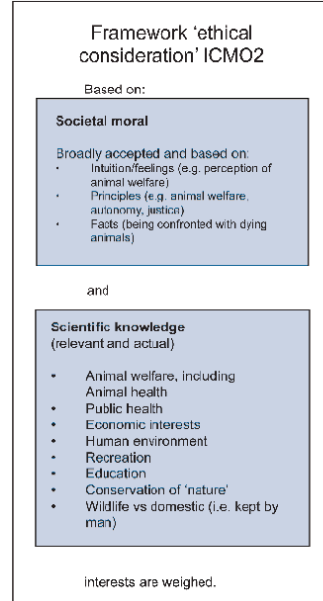 Framework ‘ethical
consideration’ ICMO2
Based on:
Societal moral
Broadly accepted and based on:
• Intuition/feelings (e.g. perception of
animal welfare)
• Principles (e.g. animal welfare,
autonomy, justice)
• Facts (being confronted with dying
animals)
and
Scientific knowledge
(relevant and actual)
• Animal welfare, including
Animal health
• Public health
• Economic interests
• Human environment
• Recreation
• Education
• Conservation of ‘nature’
• Wildlife vs domestic (i.e. kept by
man)
interests are weighed.